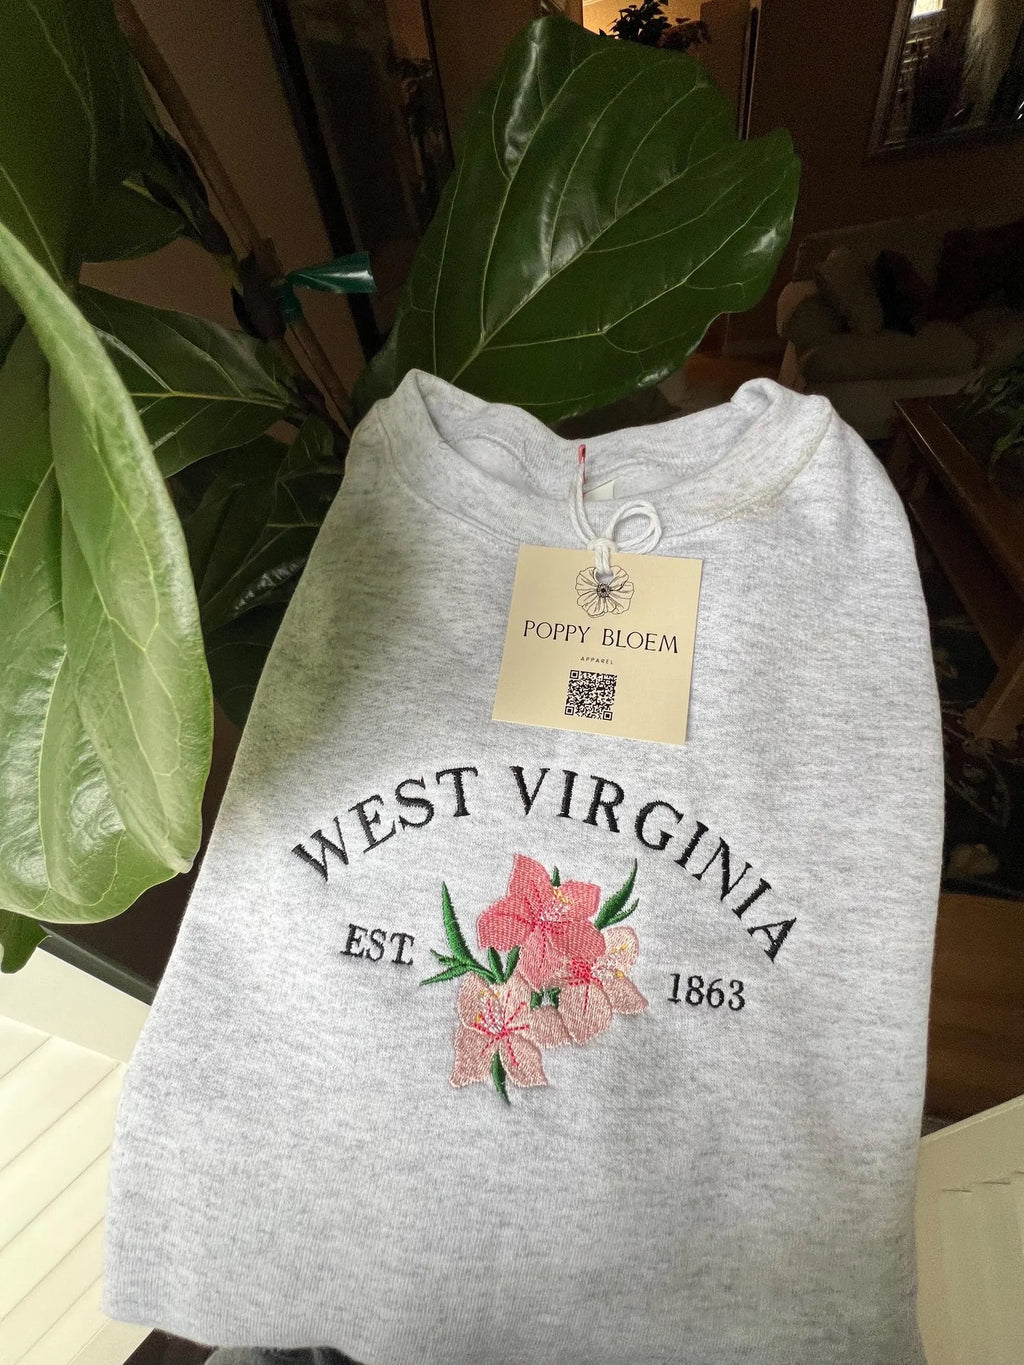 POPPY BLOEM
APPAREL
WEST VIRGINIA
EST.
1863